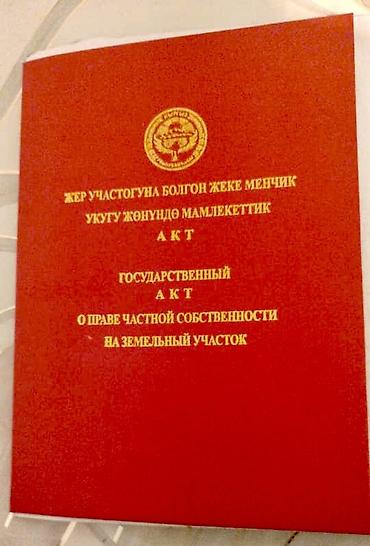 ЖЕР УЧАСТОГУНА БОЛГОН ЖЕКЕ МЕНЧИК
УКУГУ ЖӨНҮНДӨ МАМЛЕКЕТТИК
АКТ
ГОСУДАРСТВЕННЫЙ
АКТ
О ПРАВЕ ЧАСТНОЙ СОБСТВЕННОСТИ
НА ЗЕМЕЛЬНЫЙ УЧАСТОК